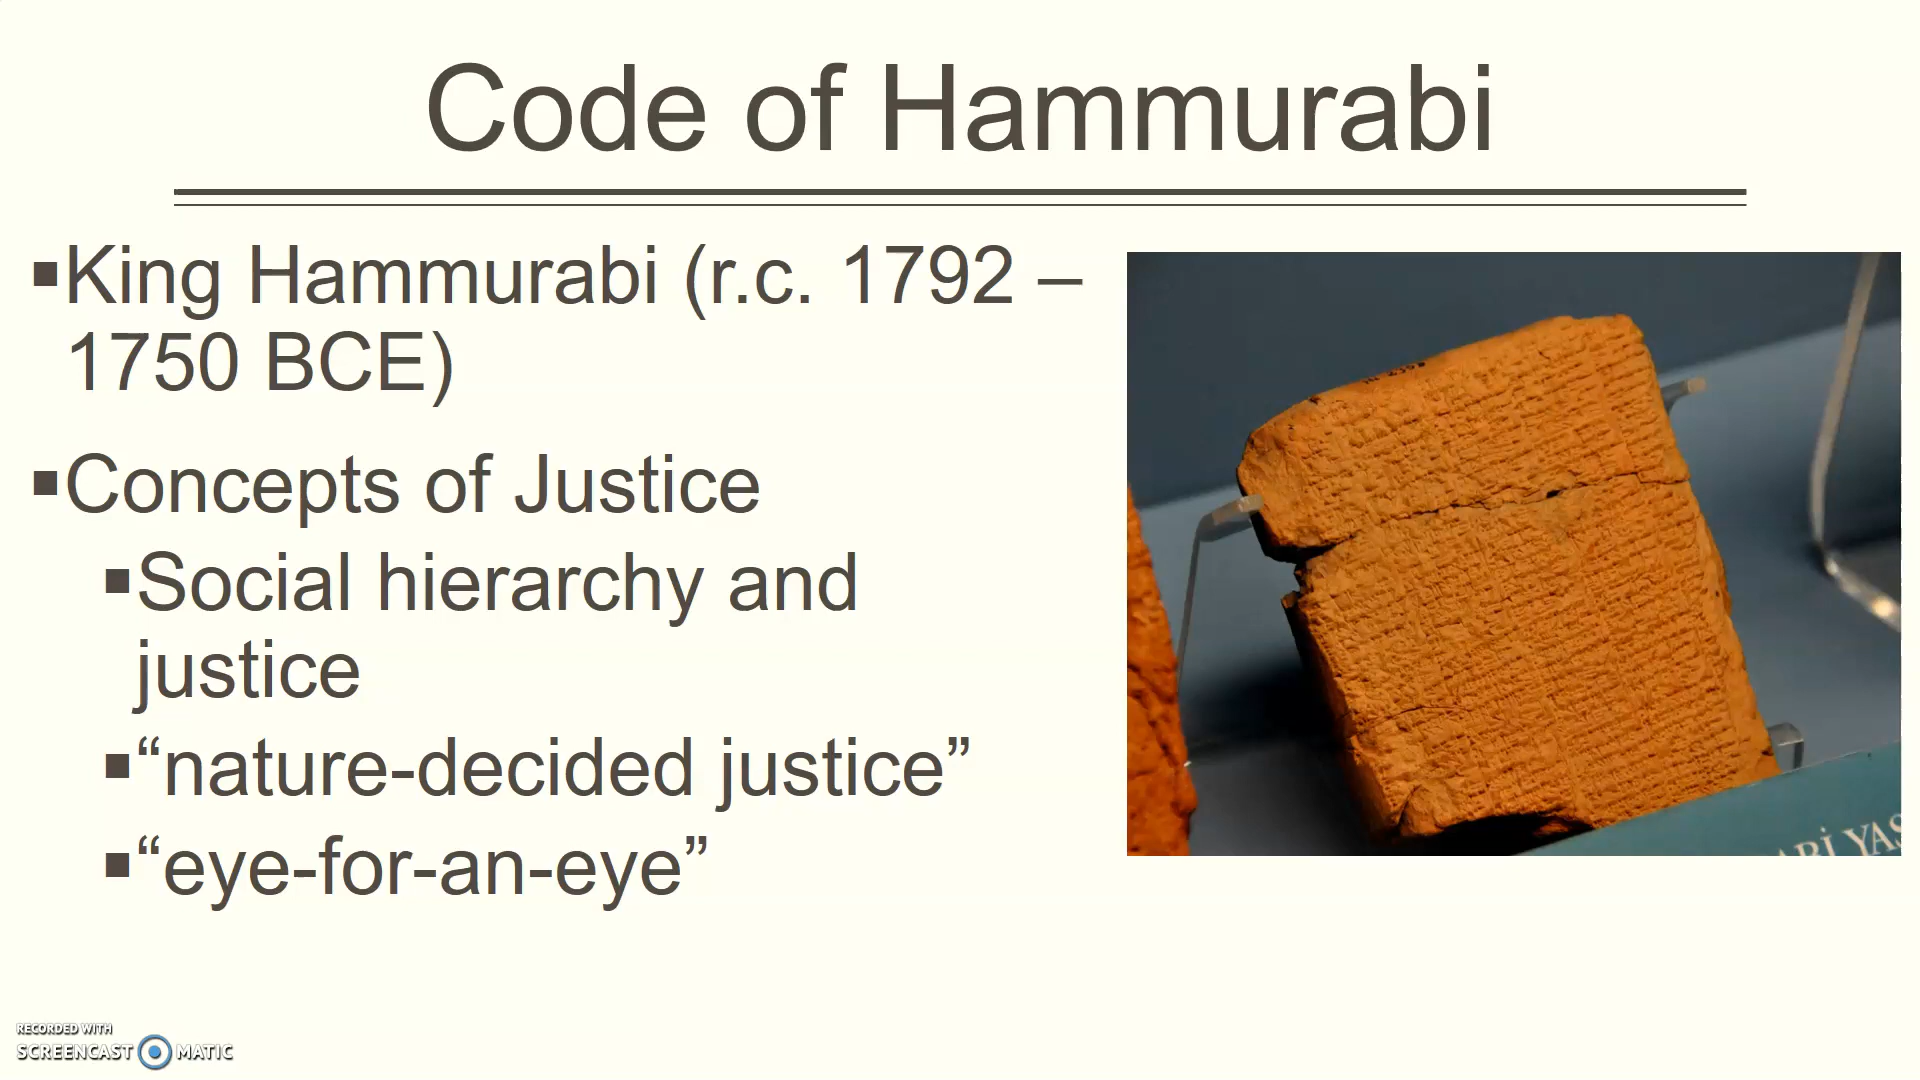 Code of Hammurabi
▪King Hammurabi (r.c. 1792 –
1750 BCE)
▪Concepts of Justice
▪Social hierarchy and
justice
▪“nature-decided justice”
▪“eye-for-an-eye”
RECORDED WITH
SCREENCAST MATIC